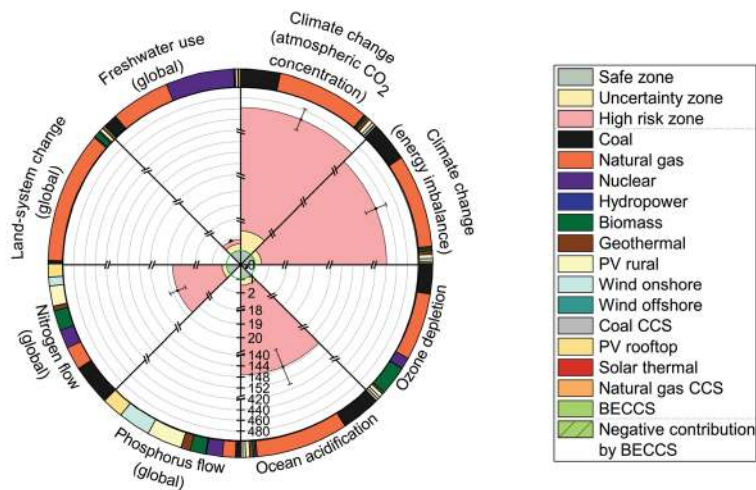 Climate change
(atmospheric CO2
concentration)
Climate change
(energy imbalance)
Ozone depletion
Ocean acidification
Phosphorus flow
(global)
Nitrogen flow
(global)
Land-system change
(global)
Freshwater use
(global)
0
1
2
18
19
20
140
144
148
152
420
440
460
480
Safe zone
Uncertainty zone
High risk zone
Coal
Natural gas
Nuclear
Hydropower
Biomass
Geothermal
PV rural
Wind onshore
Wind offshore
Coal CCS
PV rooftop
Solar thermal
Natural gas CCS
BECCS
Negative contribution
by BECCS